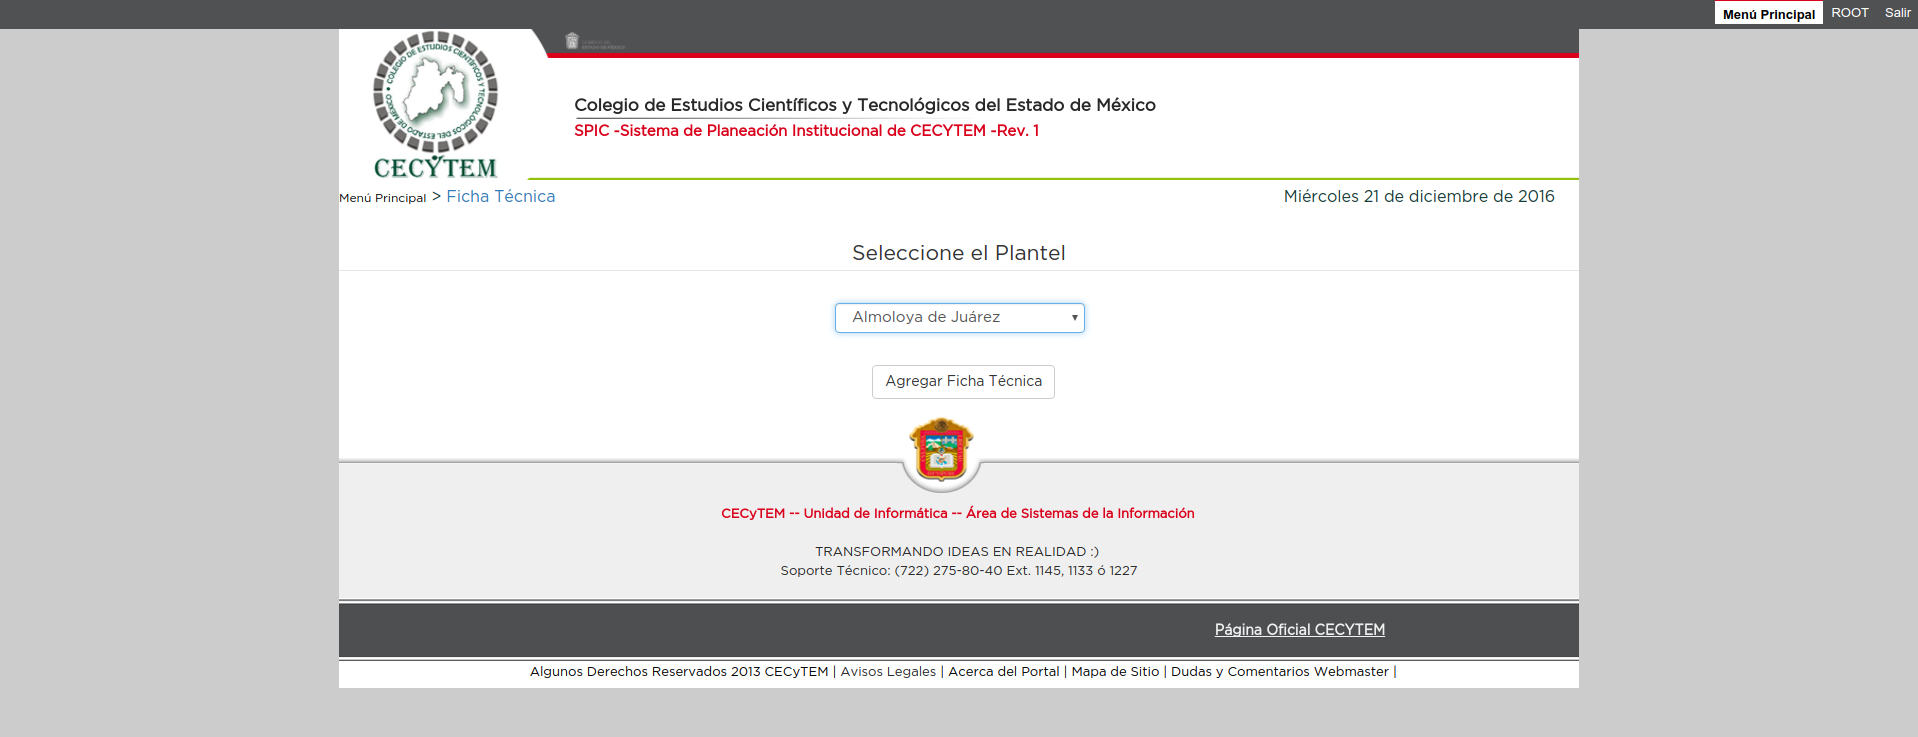 Menú Principal ROOT Salir
COLEGIO DE ESTUDIOS CIENTÍFICOS Y TECNOLÓGICOS DEL ESTADO DE MÉXICO
CECYTEM
Colegio de Estudios Científicos y Tecnológicos del Estado de México
SPIC -Sistema de Planeación Institucional de CECYTEM -Rev. 1
Menú Principal > Ficha Técnica
Miércoles 21 de diciembre de 2016
Seleccione el Plantel
Almoloya de Juárez
Agregar Ficha Técnica
CECyTEM -- Unidad de Informática -- Área de Sistemas de la Información
TRANSFORMANDO IDEAS EN REALIDAD :)
Soporte Técnico: (722) 275-80-40 Ext. 1145, 1133 ó 1227
Página Oficial CECYTEM
Algunos Derechos Reservados 2013 CECyTEM | Avisos Legales | Acerca del Portal | Mapa de Sitio | Dudas y Comentarios Webmaster |